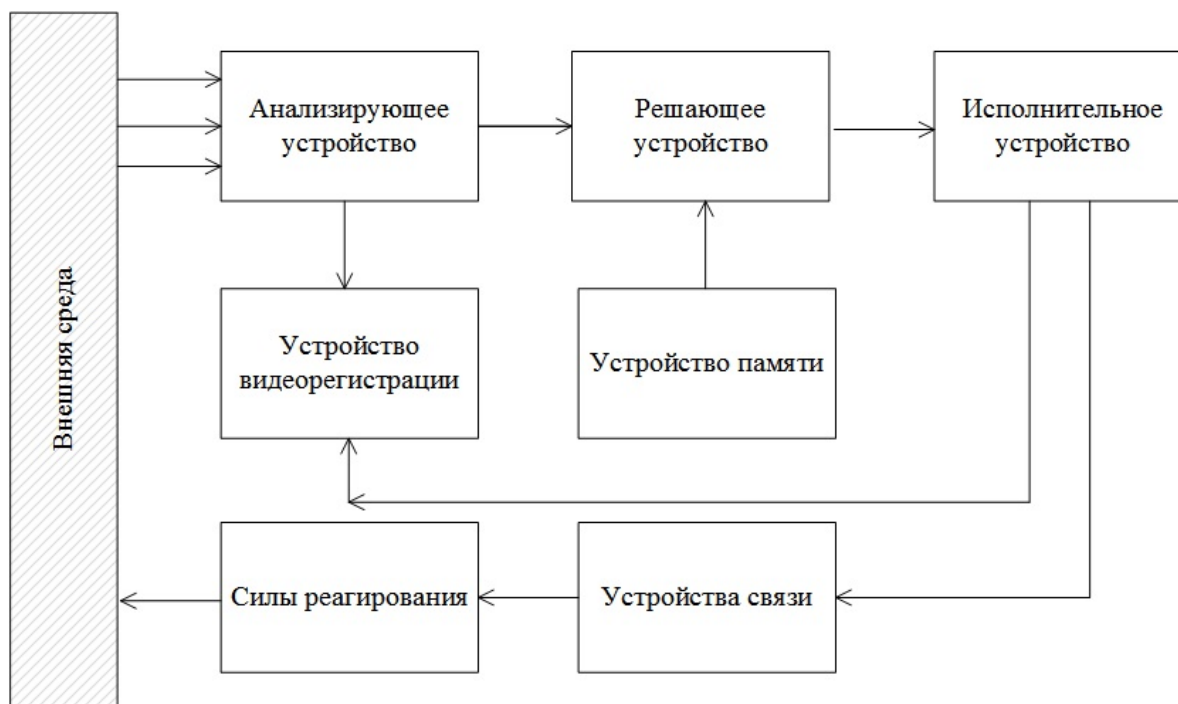 Внешняя среда
Анализирующее
устройство
Решающее
устройство
Исполнительное
устройство
Устройство
видеорегистрации
Устройство памяти
Силы реагирования
Устройства связи